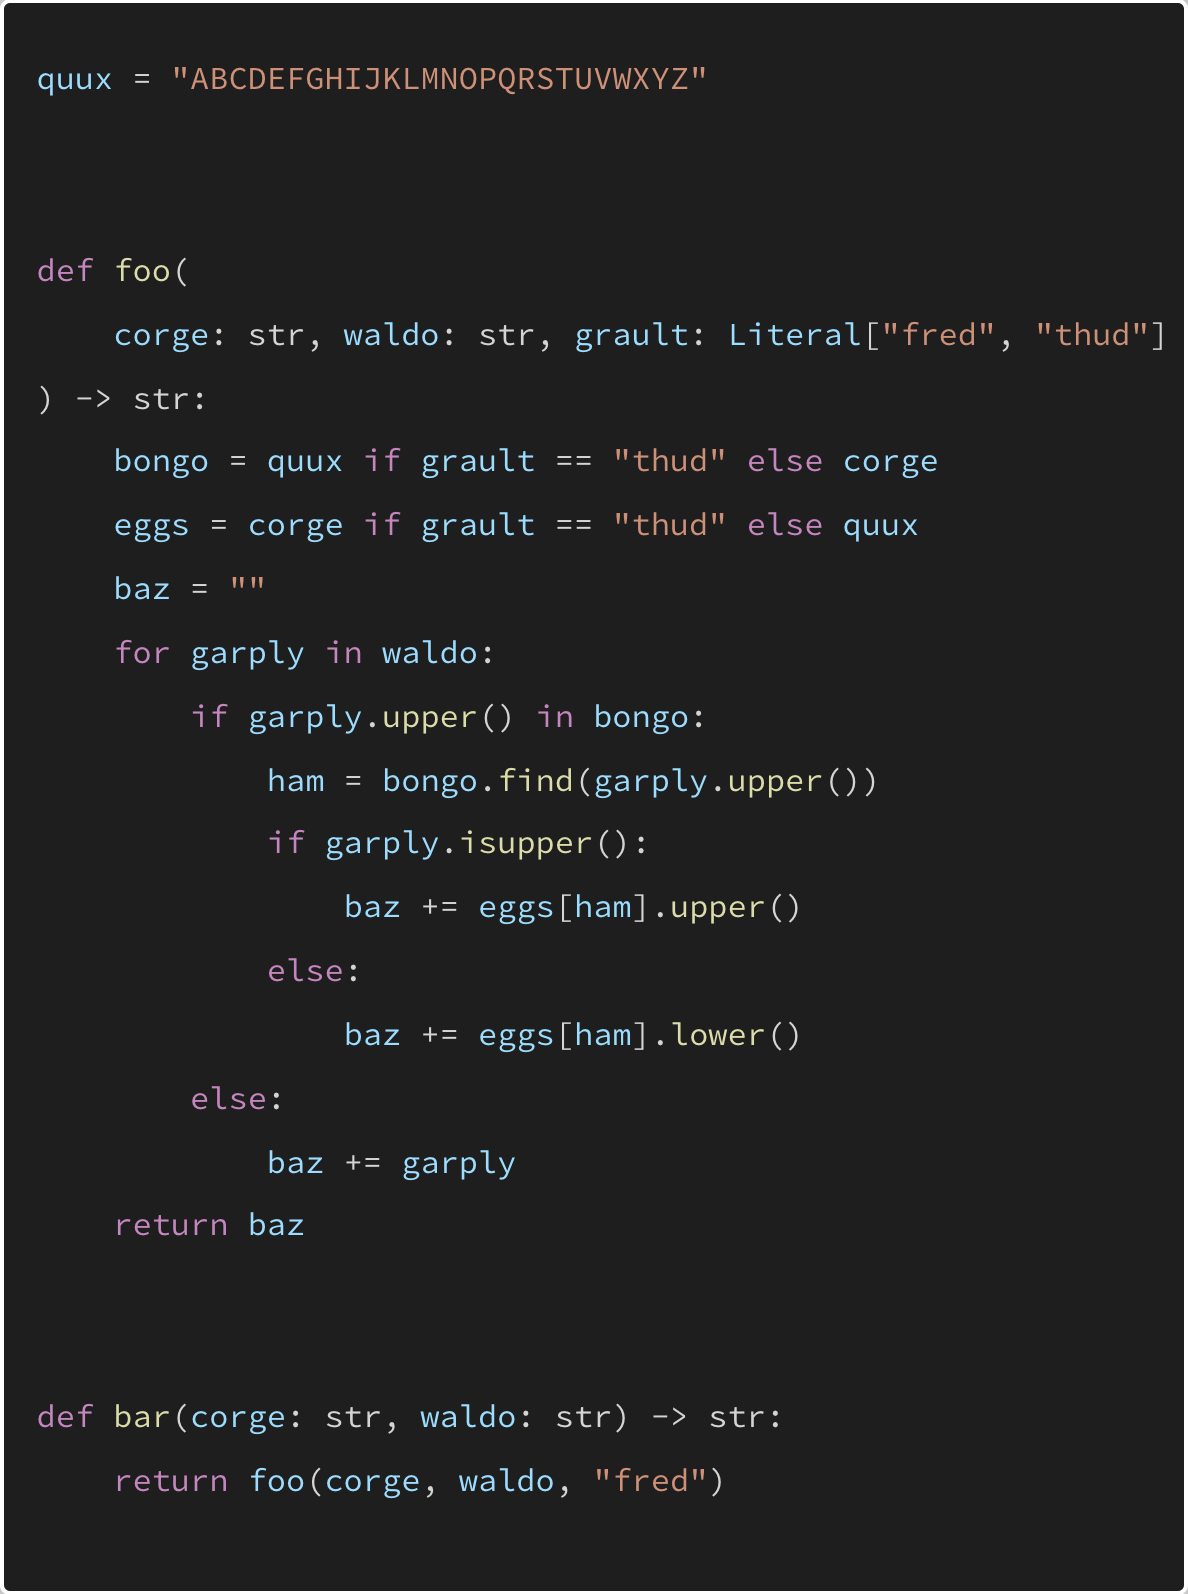 quux = "ABCDEFGHIJKLMNOPQRSTUVWXYZ"
def foo(
    corge: str, waldo: str, grault: Literal["fred", "thud"]
) -> str:
    bongo = quux if grault == "thud" else corge
    eggs = corge if grault == "thud" else quux
    baz = ""
    for garply in waldo:
        if garply.upper() in bongo:
            ham = bongo.find(garply.upper())
            if garply.isupper():
                baz += eggs[ham].upper()
            else:
                baz += eggs[ham].lower()
        else:
            baz += garply
    return baz
def bar(corge: str, waldo: str) -> str:
    return foo(corge, waldo, "fred")